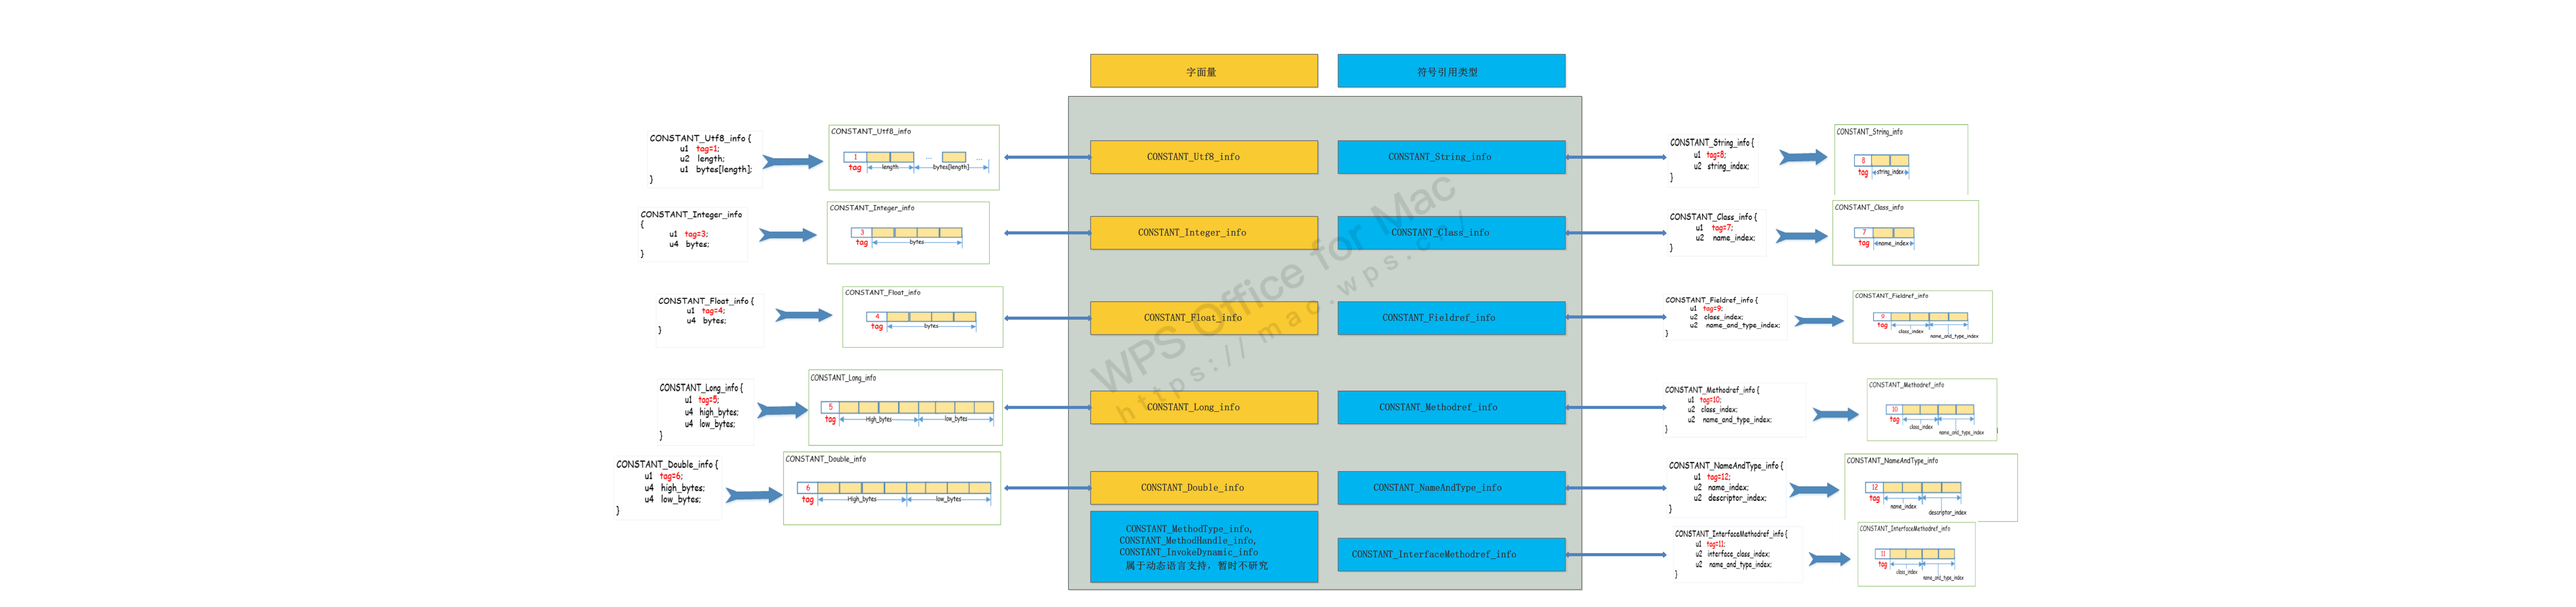 字面量
符号引用类型
CONSTANT_Utf8_info {
u1 tag=1;
u2 length;
u1 bytes[length];
}
CONSTANT_Utf8_info
1
... ...
tag
length
bytes[length]
CONSTANT_Utf8_info
CONSTANT_String_info
CONSTANT_String_info {
u1 tag=8;
u2 string_index;
}
CONSTANT_String_info
8
tag
string_index
CONSTANT_Integer_info
{
u1 tag=3;
u4 bytes;
}
CONSTANT_Integer_info
3
tag
bytes
CONSTANT_Integer_info
CONSTANT_Class_info
CONSTANT_Class_info {
u1 tag=7;
u2 name_index;
}
CONSTANT_Class_info
7
tag
name_index
CONSTANT_Float_info {
u1 tag=4;
u4 bytes;
}
CONSTANT_Float_info
4
tag
bytes
CONSTANT_Float_info
CONSTANT_Fieldref_info
CONSTANT_Fieldref_info {
u1 tag=9;
u2 class_index;
u2 name_and_type_index;
}
CONSTANT_Fieldref_info
9
tag
class_index
name_and_type_index
CONSTANT_Long_info {
u1 tag=5;
u4 high_bytes;
u4 low_bytes;
}
CONSTANT_Long_info
5
tag
High_bytes
low_bytes
CONSTANT_Long_info
CONSTANT_Methodref_info
CONSTANT_Methodref_info {
u1 tag=10;
u2 class_index;
u2 name_and_type_index;
}
CONSTANT_Methodref_info
10
tag
class_index
name_and_type_index
CONSTANT_Double_info {
u1 tag=6;
u4 high_bytes;
u4 low_bytes;
}
CONSTANT_Double_info
6
tag
High_bytes
low_bytes
CONSTANT_Double_info
CONSTANT_NameAndType_info
CONSTANT_NameAndType_info {
u1 tag=12;
u2 name_index;
u2 descriptor_index;
}
CONSTANT_NameAndType_info
12
tag
name_index
descriptor_index
CONSTANT_MethodType_info,
CONSTANT_MethodHandle_info,
CONSTANT_InvokeDynamic_info
属于动态语言支持，暂时不研究
CONSTANT_InterfaceMethodref_info
CONSTANT_InterfaceMethodref_info {
u1 tag=11;
u2 interface_class_index;
u2 name_and_type_index;
}
CONSTANT_InterfaceMethodref_info
11
tag
class_index
name_and_type_index
WPS Office for Mac
https://mac.wps.cn/